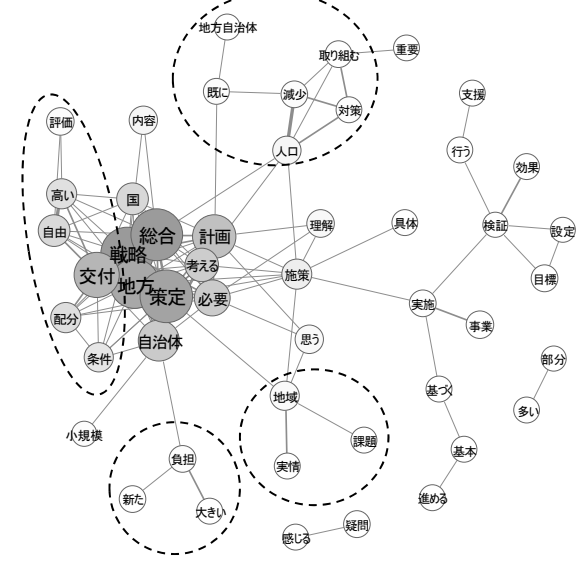 地方自治体
取り組む
重要
既に
減少
対策
支援
評価
内容
人口
行う
効果
高い
国
自由
総合
計画
理解
具体
検証
設定
戦略
考える
交付
地方
施策
目標
策定
必要
実施
配分
事業
自治体
思う
条件
部分
地域
基づく
多い
小規模
課題
負担
実情
基本
新た
大きい
進める
疑問
感じる